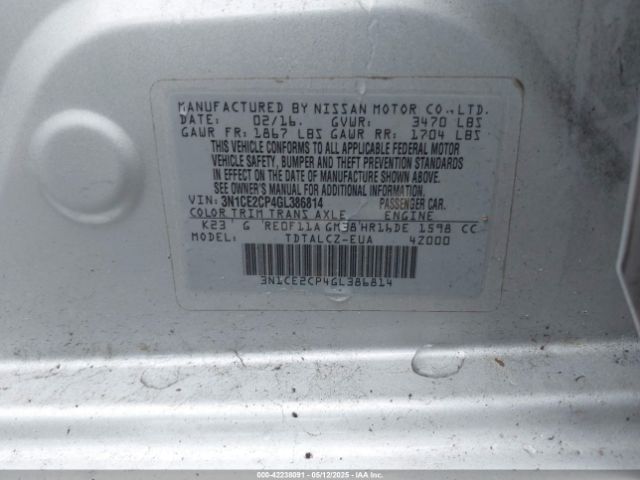 MANUFACTURED BY NISSAN MOTOR CO., LTD.
DATE: 02/16. GVWR: 3470 LBS
GAWR FR: 1867 LBS GAWR RR: 1704 LBS
THIS VEHICLE CONFORMS TO ALL APPLICABLE FEDERAL MOTOR
VEHICLE SAFETY, BUMPER AND THEFT PREVENTION STANDARDS
IN EFFECT ON THE DATE OF MANUFACTURE SHOWN ABOVE.
SEE OWNER'S MANUAL FOR ADDITIONAL INFORMATION.
VIN: 3N1CE2CP4GL386814 PASSENGER CAR.
COLOR TRIM TRANS AXLE ENGINE
K23 G RE0F11A GM38 HR16DE 1598 CC
MODEL: TDTALCZ-EUA 4Z000
3N1CE2CP4GL386814
000-42238091 - 05/12/2025 - IAAI.COM